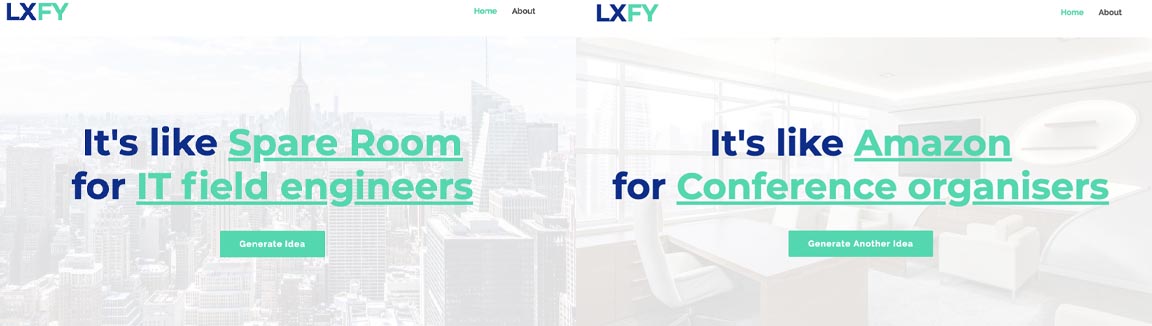 LXFY
Home About
It's like Spare Room
for IT field engineers
Generate Idea
LXFY
Home About
It's like Amazon
for Conference organisers
Generate Another Idea